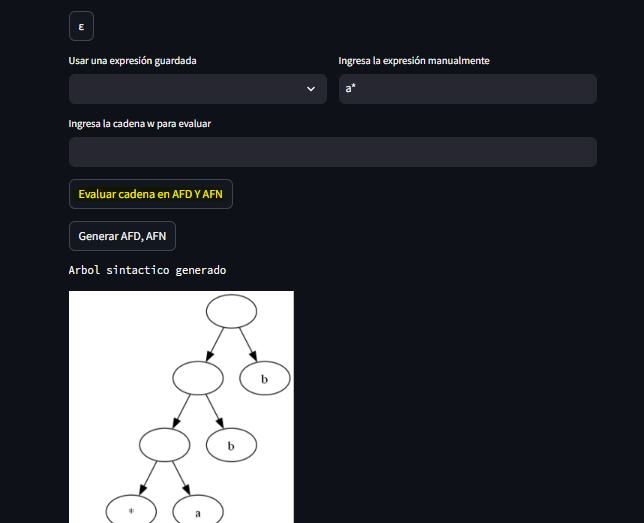 ε
Usar una expresión guardada
Ingresa la expresión manualmente
a*
Ingresa la cadena w para evaluar
Evaluar cadena en AFD Y AFN
Generar AFD, AFN
Arbol sintactico generado
b
b
* a